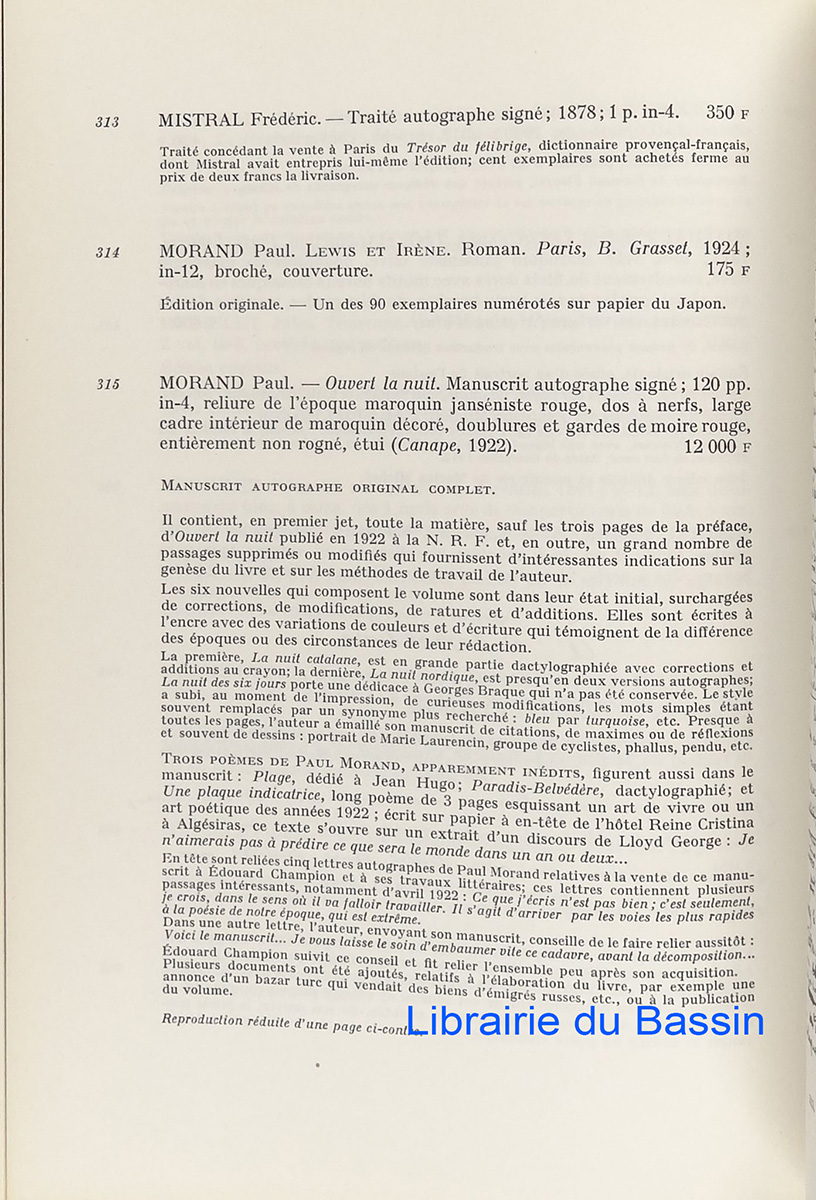 313 MISTRAL Frédéric. — Traité autographe signé; 1878; 1 p. in-4. 350 F
Traité concédant la vente à Paris du Trésor du félibrige, dictionnaire provençal-français,
dont Mistral avait entrepris lui-même l'édition; cent exemplaires sont achetés ferme au
prix de deux francs la livraison.
314 MORAND Paul. LEWIS ET IRÈNE. Roman. Paris, B. Grasset, 1924;
in-12, broché, couverture. 175 F
Édition originale. — Un des 90 exemplaires numérotés sur papier du Japon.
315 MORAND Paul. — Ouvert la nuit. Manuscrit autographe signé; 120 pp.
in-4, reliure de l'époque maroquin janséniste rouge, dos à nerfs, large
cadre intérieur de maroquin décoré, doublures et gardes de moire rouge,
entièrement non rogné, étui (Canape, 1922). 12 000 F
MANUSCRIT AUTOGRAPHE ORIGINAL COMPLET.
Il contient, en premier jet, toute la matière, sauf les trois pages de la préface,
d'Ouvert la nuit publié en 1922 à la N. R. F. et, en outre, un grand nombre de
passages supprimés ou modifiés qui fournissent d'intéressantes indications sur la
genèse du livre et sur les méthodes de travail de l'auteur.
Les six nouvelles qui composent le volume sont dans leur état initial, surchargées
de corrections, de modifications, de ratures et d'additions. Elles sont écrites à
l'encre avec des variations de couleurs et d'écriture qui témoignent de la différence
des époques ou des circonstances de leur rédaction.
La première, La nuit catalane, est en grande partie dactylographiée avec corrections et
additions au crayon; la dernière, La nuit nordique, est presqu'en deux versions autographes;
La nuit des six jours porte une dédicace à Georges Braque qui n'a pas été conservée. Le style
a subi, au moment de l'impression, de curieuses modifications, les mots simples étant
souvent remplacés par un synonyme plus recherché : bleu par turquoise, etc. Presque à
toutes les pages, l'auteur a émaillé son manuscrit de citations, de maximes ou de réflexions
et souvent de dessins : portrait de Marie Laurencin, groupe de cyclistes, phallus, pendu, etc.
TROIS POÈMES DE PAUL MORAND, APPAREMMENT INÉDITS, figurent aussi dans le
manuscrit : Plage, dédié à Jean Hugo; Paradis-Belvédère, dactylographié; et
Une plaque indicatrice, long poème de 3 pages esquissant un art de vivre ou un
art poétique des années 1922; écrit sur papier à en-tête de l'hôtel Reine Cristina
à Algésiras, ce texte s'ouvre sur un extrait d'un discours de Lloyd George : Je
n'aimerais pas à prédire ce que sera le monde dans un an ou deux...
En tête sont reliées cinq lettres autographes de Paul Morand relatives à la vente de ce manu-
scrit à Édouard Champion et à ses travaux littéraires; ces lettres contiennent plusieurs
passages intéressants, notamment d'avril 1922 : Ce que j'écris n'est pas bien; c'est seulement,
je crois, dans le sens où il va falloir travailler. Il s'agit d'arriver par les voies les plus rapides
à la poésie de notre époque, qui est extrême.
Dans une autre lettre, l'auteur, envoyant son manuscrit, conseille de le faire relier aussitôt :
Voici le manuscrit... Je vous laisse le soin d'embaumer vite ce cadavre, avant la décomposition...
Édouard Champion suivit ce conseil et fit relier l'ensemble peu après son acquisition.
Plusieurs documents ont été ajoutés, relatifs à l'élaboration du livre, par exemple une
annonce d'un bazar turc qui vendait des biens d'émigrés russes, etc., ou à la publication
du volume.
Reproduction réduite d'une page ci-contre.
Librairie du Bassin